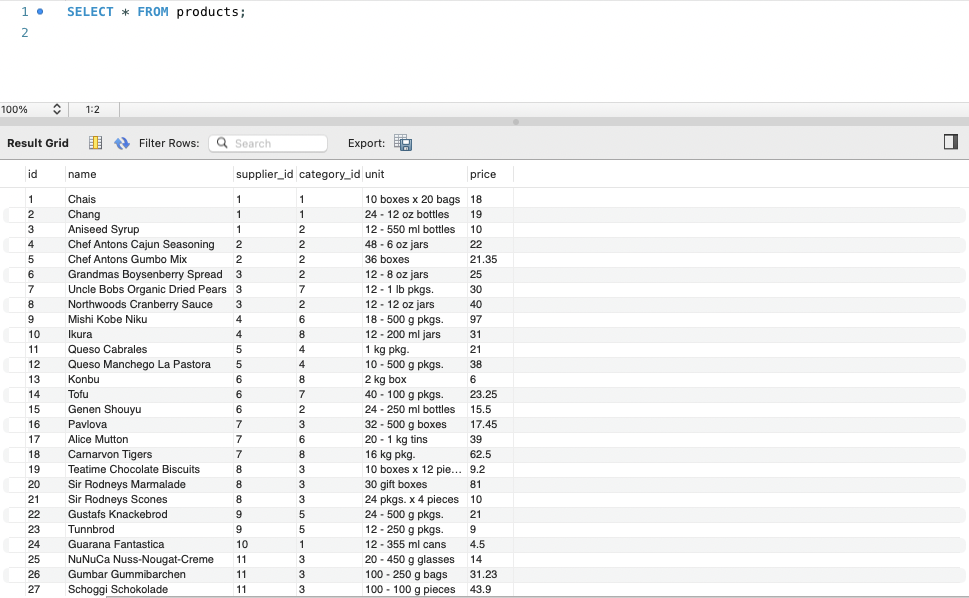 1 SELECT * FROM products;
2
100% 1:2
Result Grid Filter Rows: Search Export:
id name supplier_id category_id unit price
1 Chais 1 1 10 boxes x 20 bags 18
2 Chang 1 1 24 - 12 oz bottles 19
3 Aniseed Syrup 1 2 12 - 550 ml bottles 10
4 Chef Antons Cajun Seasoning 2 2 48 - 6 oz jars 22
5 Chef Antons Gumbo Mix 2 2 36 boxes 21.35
6 Grandmas Boysenberry Spread 3 2 12 - 8 oz jars 25
7 Uncle Bobs Organic Dried Pears 3 7 12 - 1 lb pkgs. 30
8 Northwoods Cranberry Sauce 3 2 12 - 12 oz jars 40
9 Mishi Kobe Niku 4 6 18 - 500 g pkgs. 97
10 Ikura 4 8 12 - 200 ml jars 31
11 Queso Cabrales 5 4 1 kg pkg. 21
12 Queso Manchego La Pastora 5 4 10 - 500 g pkgs. 38
13 Konbu 6 8 2 kg box 6
14 Tofu 6 7 40 - 100 g pkgs. 23.25
15 Genen Shouyu 6 2 24 - 250 ml bottles 15.5
16 Pavlova 7 3 32 - 500 g boxes 17.45
17 Alice Mutton 7 6 20 - 1 kg tins 39
18 Carnarvon Tigers 7 8 16 kg pkg. 62.5
19 Teatime Chocolate Biscuits 8 3 10 boxes x 12 pie... 9.2
20 Sir Rodneys Marmalade 8 3 30 gift boxes 81
21 Sir Rodneys Scones 8 3 24 pkgs. x 4 pieces 10
22 Gustafs Knackebrod 9 5 24 - 500 g pkgs. 21
23 Tunnbrod 9 5 12 - 250 g pkgs. 9
24 Guarana Fantastica 10 1 12 - 355 ml cans 4.5
25 NuNuCa Nuss-Nougat-Creme 11 3 20 - 450 g glasses 14
26 Gumbar Gummibarchen 11 3 100 - 250 g bags 31.23
27 Schoggi Schokolade 11 3 100 - 100 g pieces 43.9